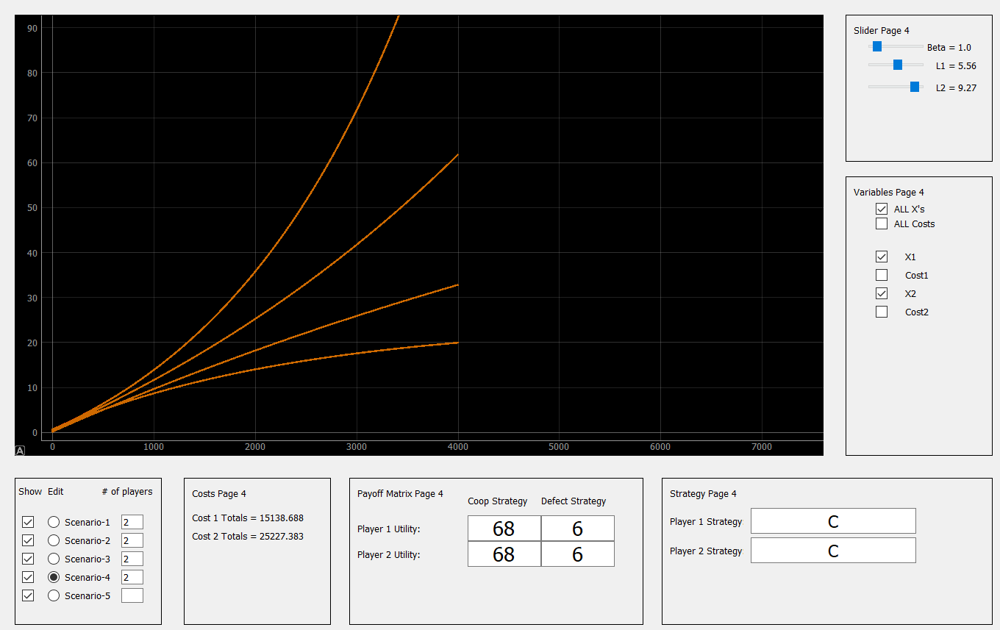 90
80
70
60
50
40
30
20
10
0
A
0 1000 2000 3000 4000 5000 6000 7000
Slider Page 4
Beta = 1.0
L1 = 5.56
L2 = 9.27
Variables Page 4
ALL X's
ALL Costs
X1
Cost1
X2
Cost2
Show Edit # of players
Scenario-1 2
Scenario-2 2
Scenario-3 2
Scenario-4 2
Scenario-5
Costs Page 4
Cost 1 Totals = 15138.688
Cost 2 Totals = 25227.383
Payoff Matrix Page 4
Coop Strategy Defect Strategy
Player 1 Utility: 68 6
Player 2 Utility: 68 6
Strategy Page 4
Player 1 Strategy C
Player 2 Strategy C